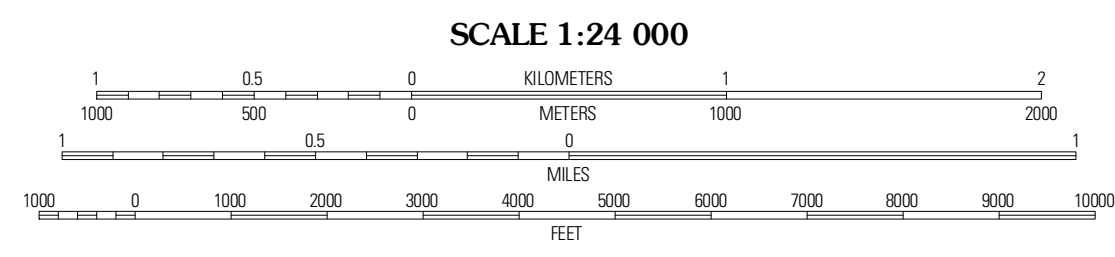 SCALE 1:24 000
1 0.5 0 KILOMETERS 1 2
1000 500 0 METERS 1000 2000
1 0.5 0 1
MILES
1000 0 1000 2000 3000 4000 5000 6000 7000 8000 9000 10000
FEET